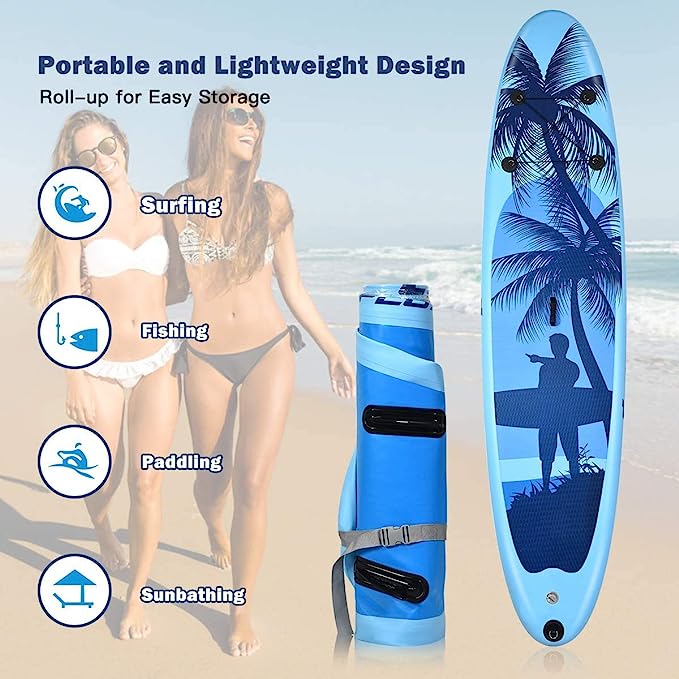 Portable and Lightweight Design
Roll-up for Easy Storage
Surfing
Fishing
Paddling
Sunbathing